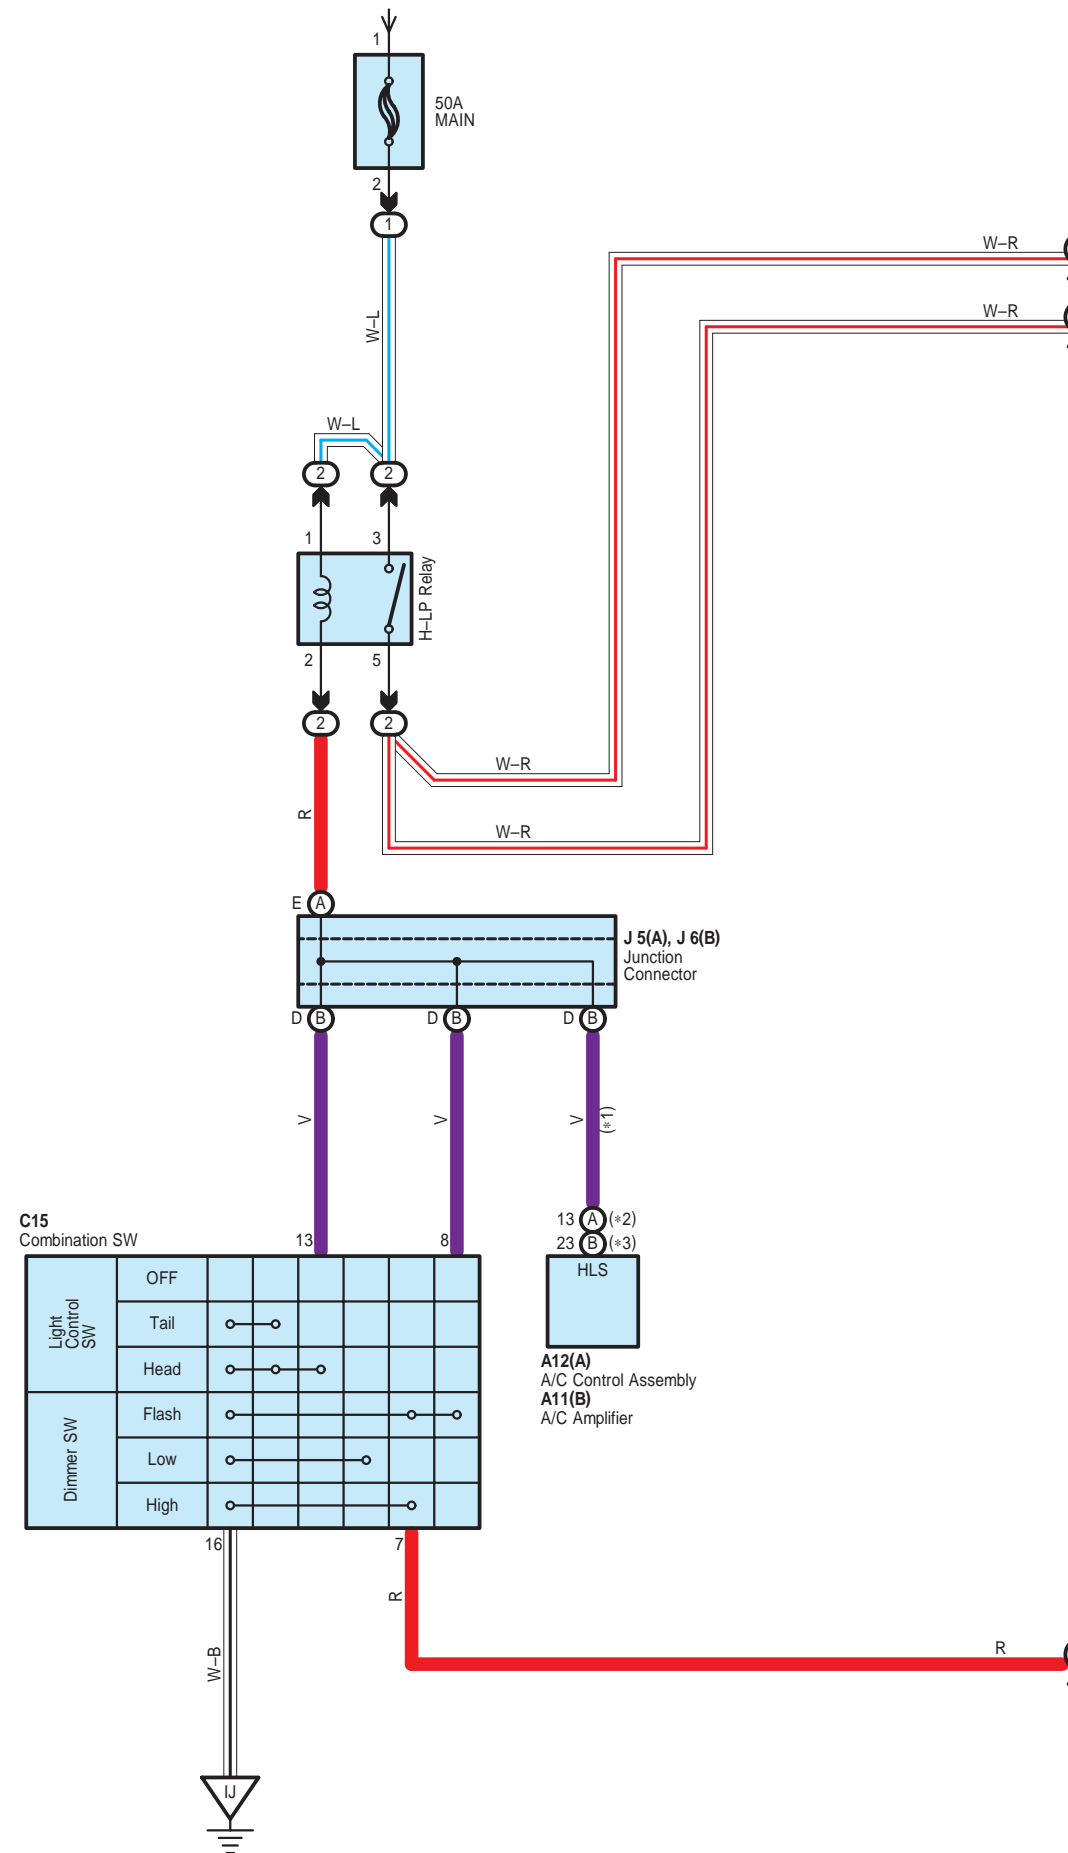 1
50A
MAIN
2
1
W–R
W–R
W–L
W–L
2
2
1
3
H–LP Relay
2
5
2
2
W–R
W–R
R
E
A
J 5(A), J 6(B)
Junction
Connector
D
B
D
B
D
B
V
V
V
(*1)
13
A
(*2)
23
B
(*3)
HLS
A12(A)
A/C Control Assembly
A11(B)
A/C Amplifier
C15
Combination SW
13
8
Light
Control
SW
OFF
Tail
Head
Dimmer SW
Flash
Low
High
16
7
R
R
W–B
IJ